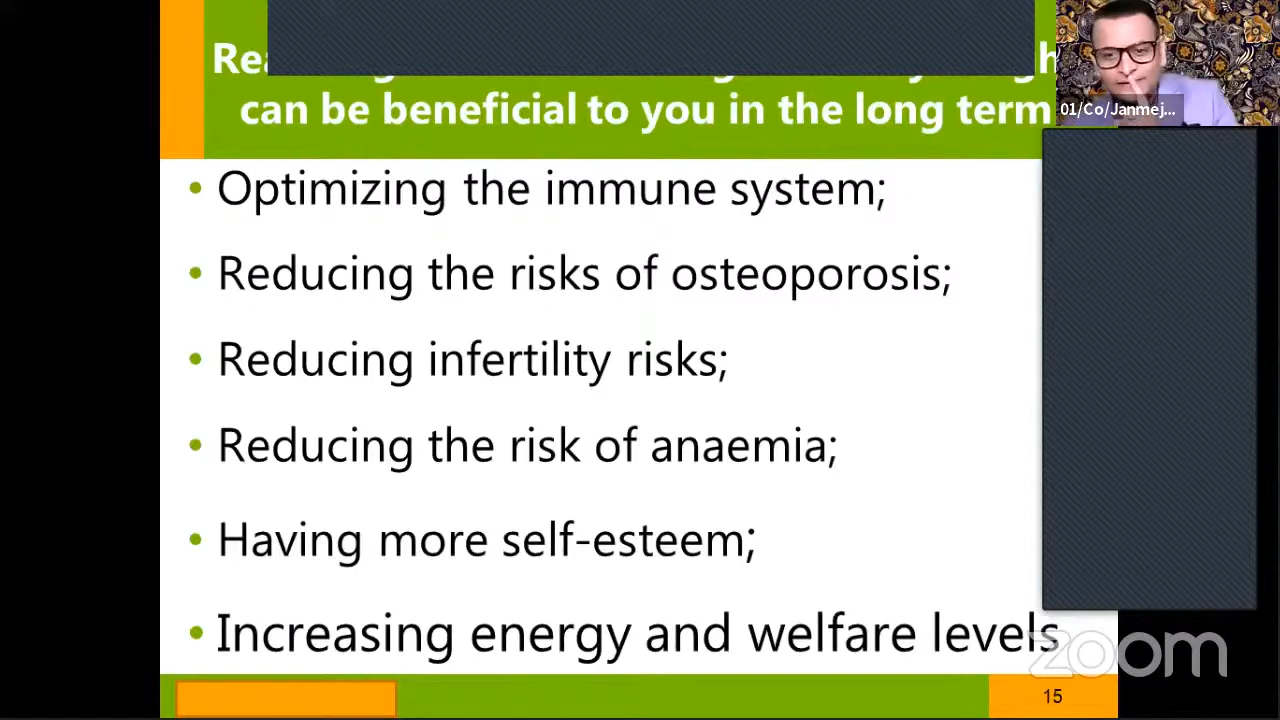 can be beneficial to you in the long term
• Optimizing the immune system;
• Reducing the risks of osteoporosis;
• Reducing infertility risks;
• Reducing the risk of anaemia;
• Having more self-esteem;
• Increasing energy and welfare levels
15
01/Co/Janmej...
zoom